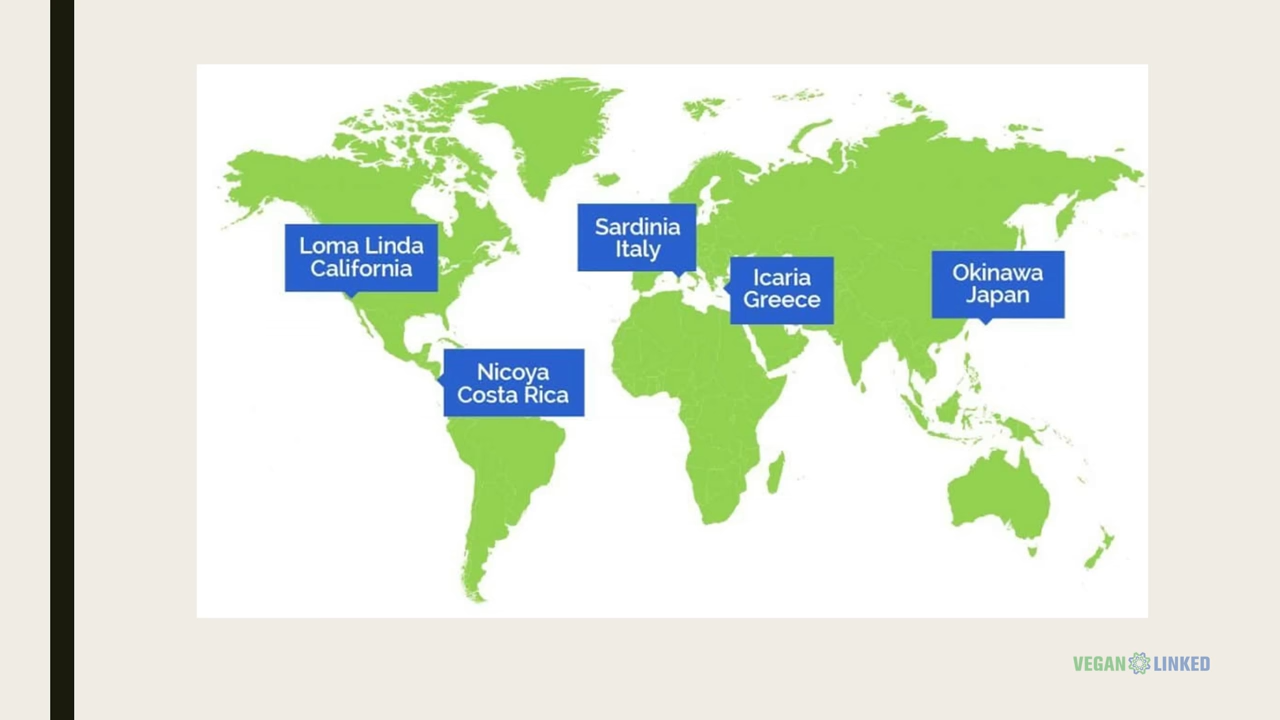 Loma Linda
California
Sardinia
Italy
Icaria
Greece
Okinawa
Japan
Nicoya
Costa Rica
VEGAN LINKED